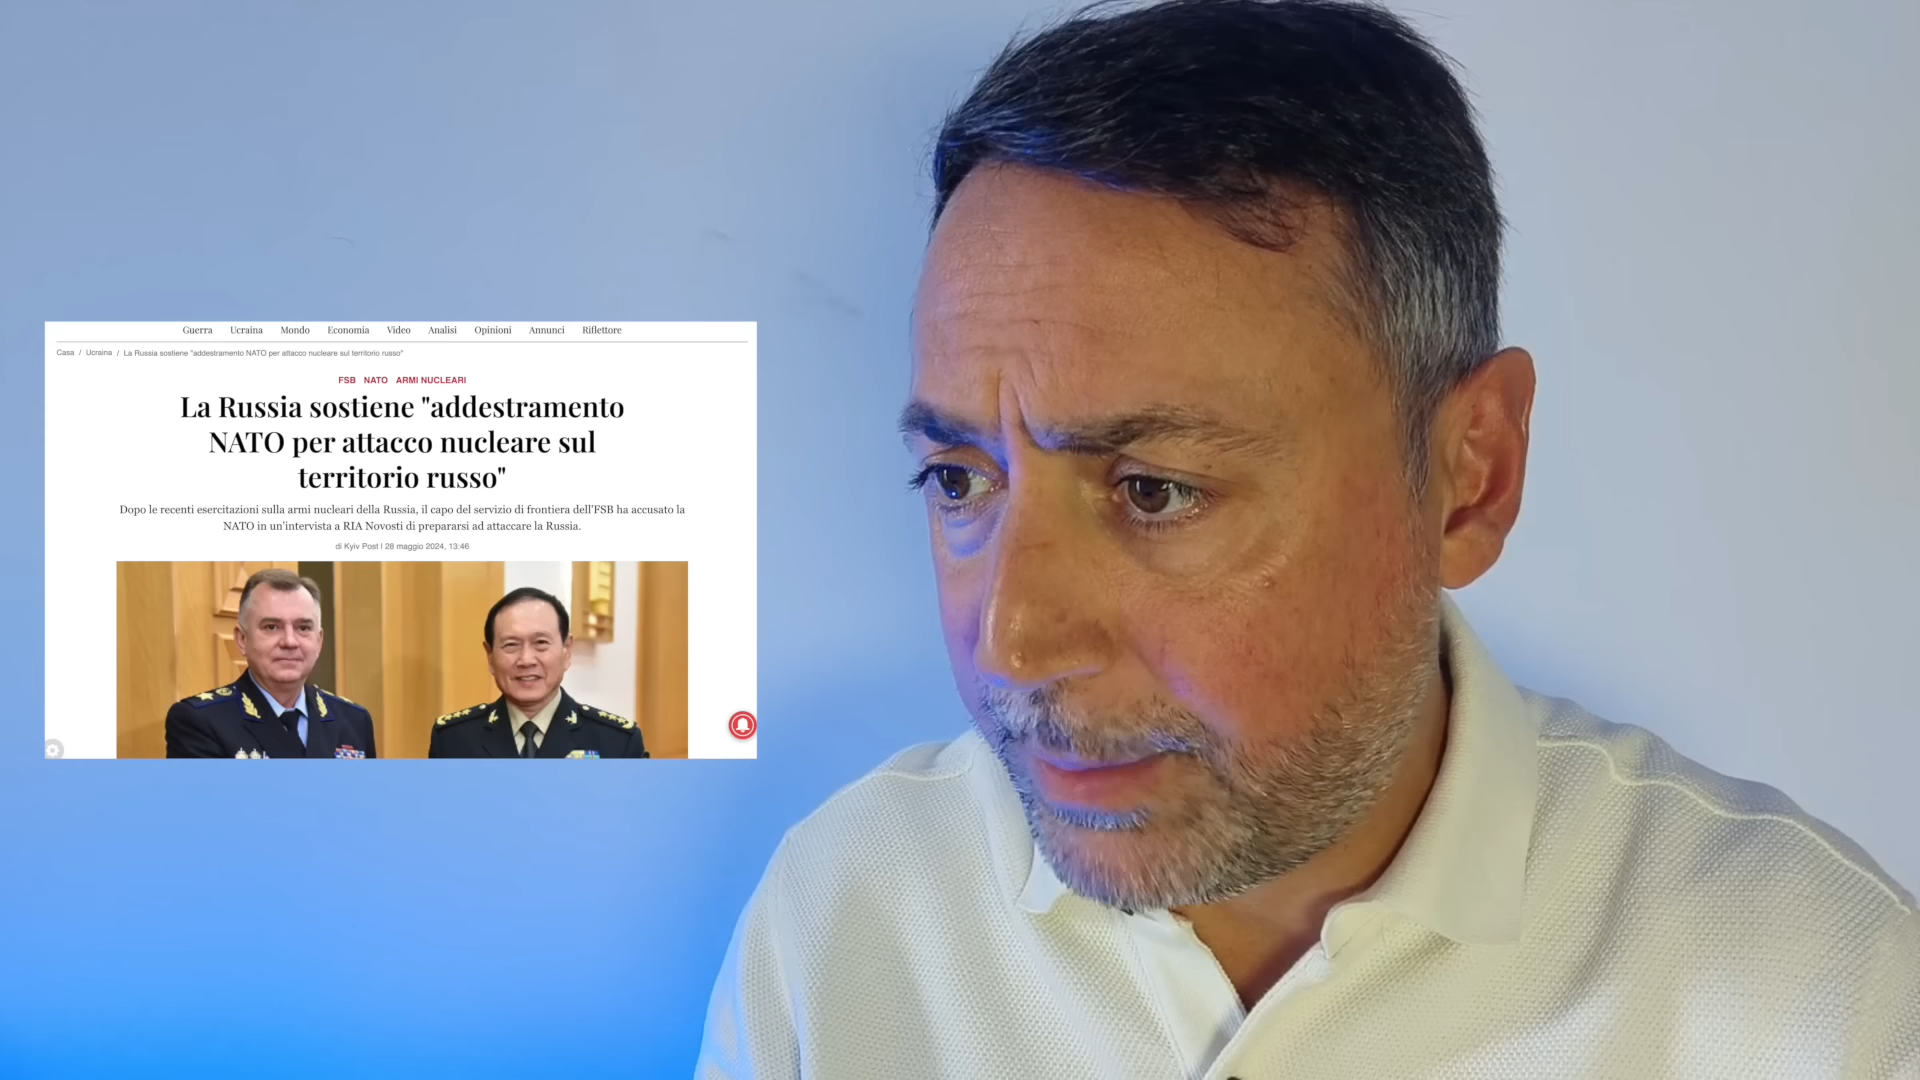 Guerra Ucraina Mondo Economia Video Analisi Opinioni Annunci Riflettore
Casa / Ucraina / La Russia sostiene "addestramento NATO per attacco nucleare sul territorio russo"
FSB NATO ARMI NUCLEARI
La Russia sostiene "addestramento
NATO per attacco nucleare sul
territorio russo"
Dopo le recenti esercitazioni sulla armi nucleari della Russia, il capo del servizio di frontiera dell'FSB ha accusato la
NATO in un'intervista a RIA Novosti di prepararsi ad attaccare la Russia.
di Kyiv Post | 28 maggio 2024, 13:46